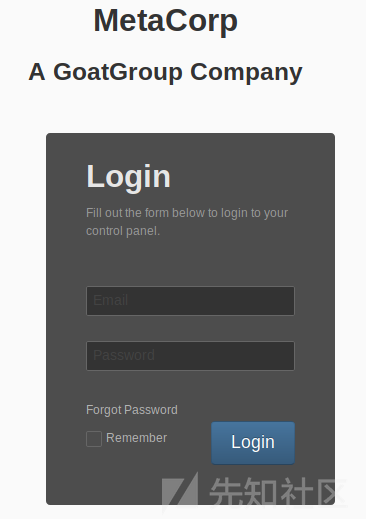 MetaCorp
A GoatGroup Company
Login
Fill out the form below to login to your
control panel.
Email
Password
Forgot Password
Remember
Login
先知社区